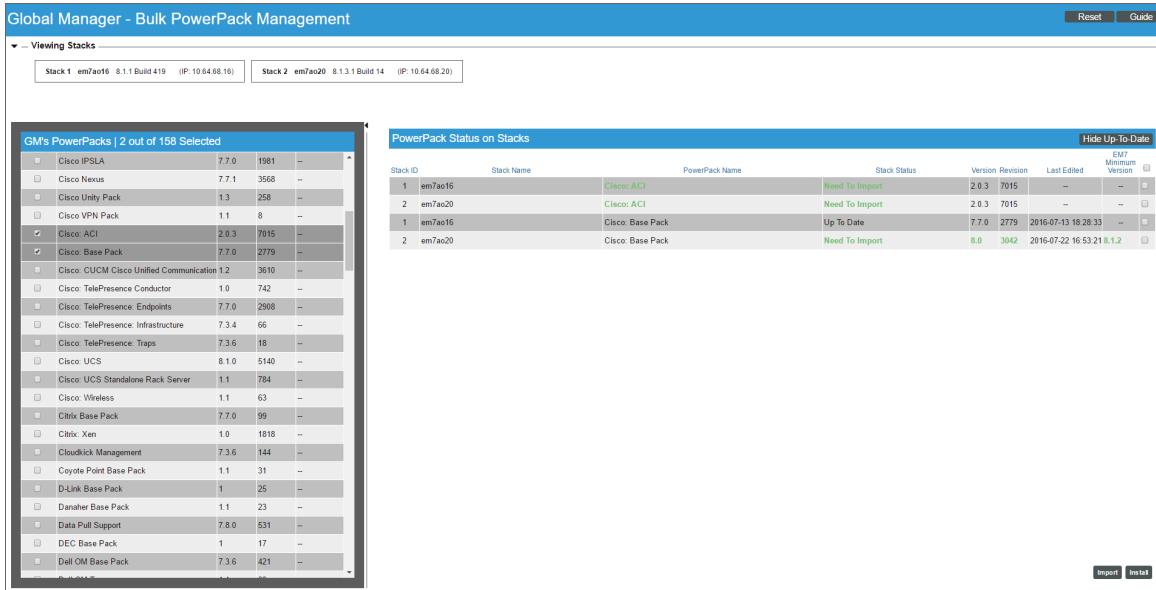 Global Manager - Bulk PowerPack Management Reset Guide
Viewing Stacks
Stack 1 em7ao16 8.1.1 Build 419 (IP: 10.64.68.16) Stack 2 em7ao20 8.1.3.1 Build 14 (IP: 10.64.68.20)
GM's PowerPacks | 2 out of 158 Selected
Cisco IPSLA 7.7.0 1981 --
Cisco Nexus 7.7.1 3568 --
Cisco Unity Pack 1.3 258 --
Cisco VPN Pack 1.1 8 --
Cisco: ACI 2.0.3 7015 --
Cisco: Base Pack 7.7.0 2779 --
Cisco: CUCM Cisco Unified Communication 1.2 3610 --
Cisco: TelePresence Conductor 1.0 742 --
Cisco: TelePresence: Endpoints 7.7.0 2908 --
Cisco: TelePresence: Infrastructure 7.3.4 66 --
Cisco: TelePresence: Traps 7.3.6 18 --
Cisco: UCS 8.1.0 5140 --
Cisco: UCS Standalone Rack Server 1.1 784 --
Cisco: Wireless 1.1 63 --
Citrix Base Pack 7.7.0 99 --
Citrix: Xen 1.0 1818 --
Cloudkick Management 7.3.6 144 --
Coyote Point Base Pack 1.1 31 --
D-Link Base Pack 1 25 --
Danaher Base Pack 1.1 23 --
Data Pull Support 7.8.0 531 --
DEC Base Pack 1 17 --
Dell OM Base Pack 7.3.6 421 --
PowerPack Status on Stacks Hide Up-To-Date
Stack ID Stack Name PowerPack Name Stack Status Version Revision Last Edited EM7 Minimum Version
1 em7ao16 Cisco: ACI Need To Import 2.0.3 7015 -- --
2 em7ao20 Cisco: ACI Need To Import 2.0.3 7015 -- --
1 em7ao16 Cisco: Base Pack Up To Date 7.7.0 2779 2016-07-13 18:28:33 --
2 em7ao20 Cisco: Base Pack Need To Import 8.0 3042 2016-07-22 16:53:21 8.1.2
Import Install